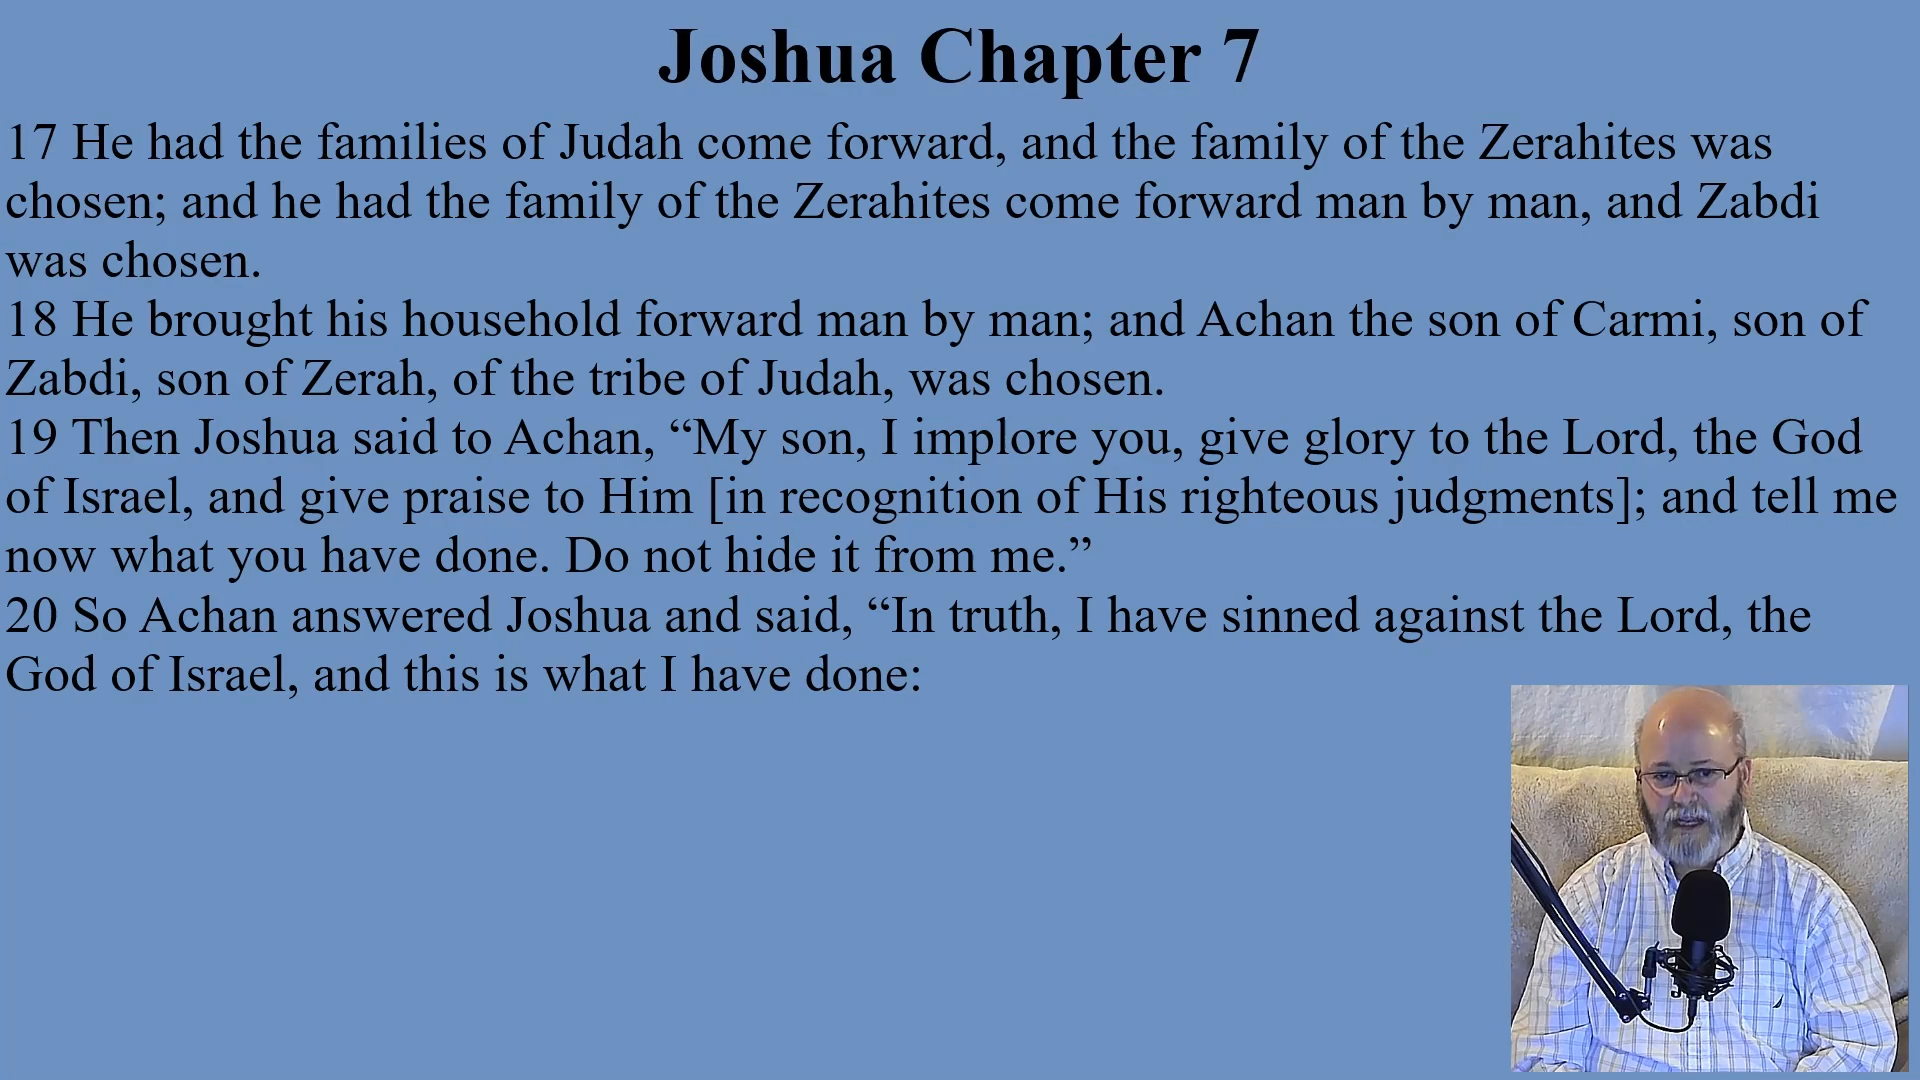 Joshua Chapter 7
17 He had the families of Judah come forward, and the family of the Zerahites was
chosen; and he had the family of the Zerahites come forward man by man, and Zabdi
was chosen.
18 He brought his household forward man by man; and Achan the son of Carmi, son of
Zabdi, son of Zerah, of the tribe of Judah, was chosen.
19 Then Joshua said to Achan, “My son, I implore you, give glory to the Lord, the God
of Israel, and give praise to Him [in recognition of His righteous judgments]; and tell me
now what you have done. Do not hide it from me.”
20 So Achan answered Joshua and said, “In truth, I have sinned against the Lord, the
God of Israel, and this is what I have done: